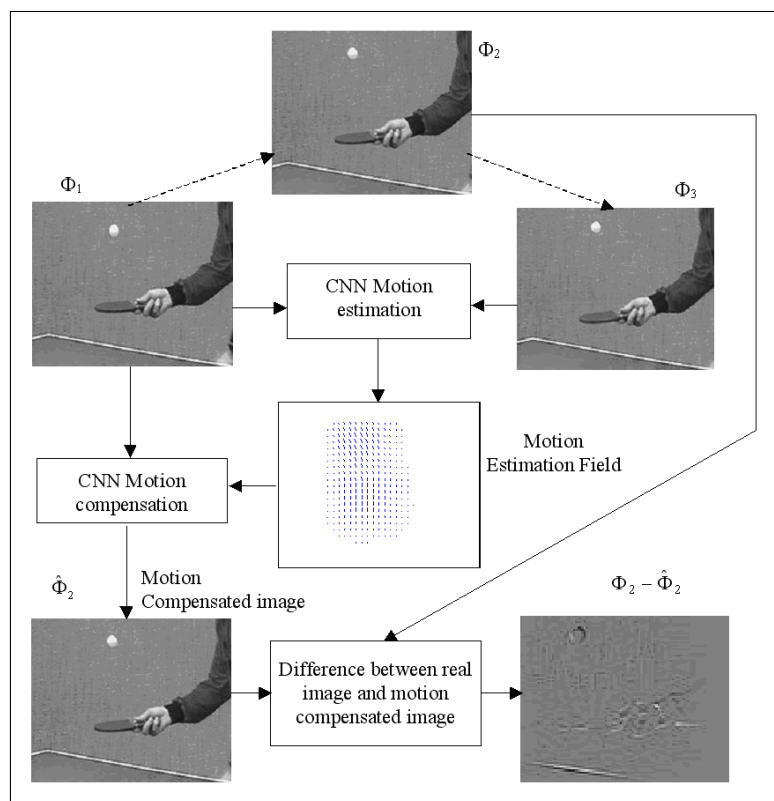 Φ₂
Φ₁
Φ₃
CNN Motion
estimation
Motion
Estimation Field
CNN Motion
compensation
Φ̂₂
Motion
Compensated image
Φ₂ – Φ̂₂
Difference between real
image and motion
compensated image